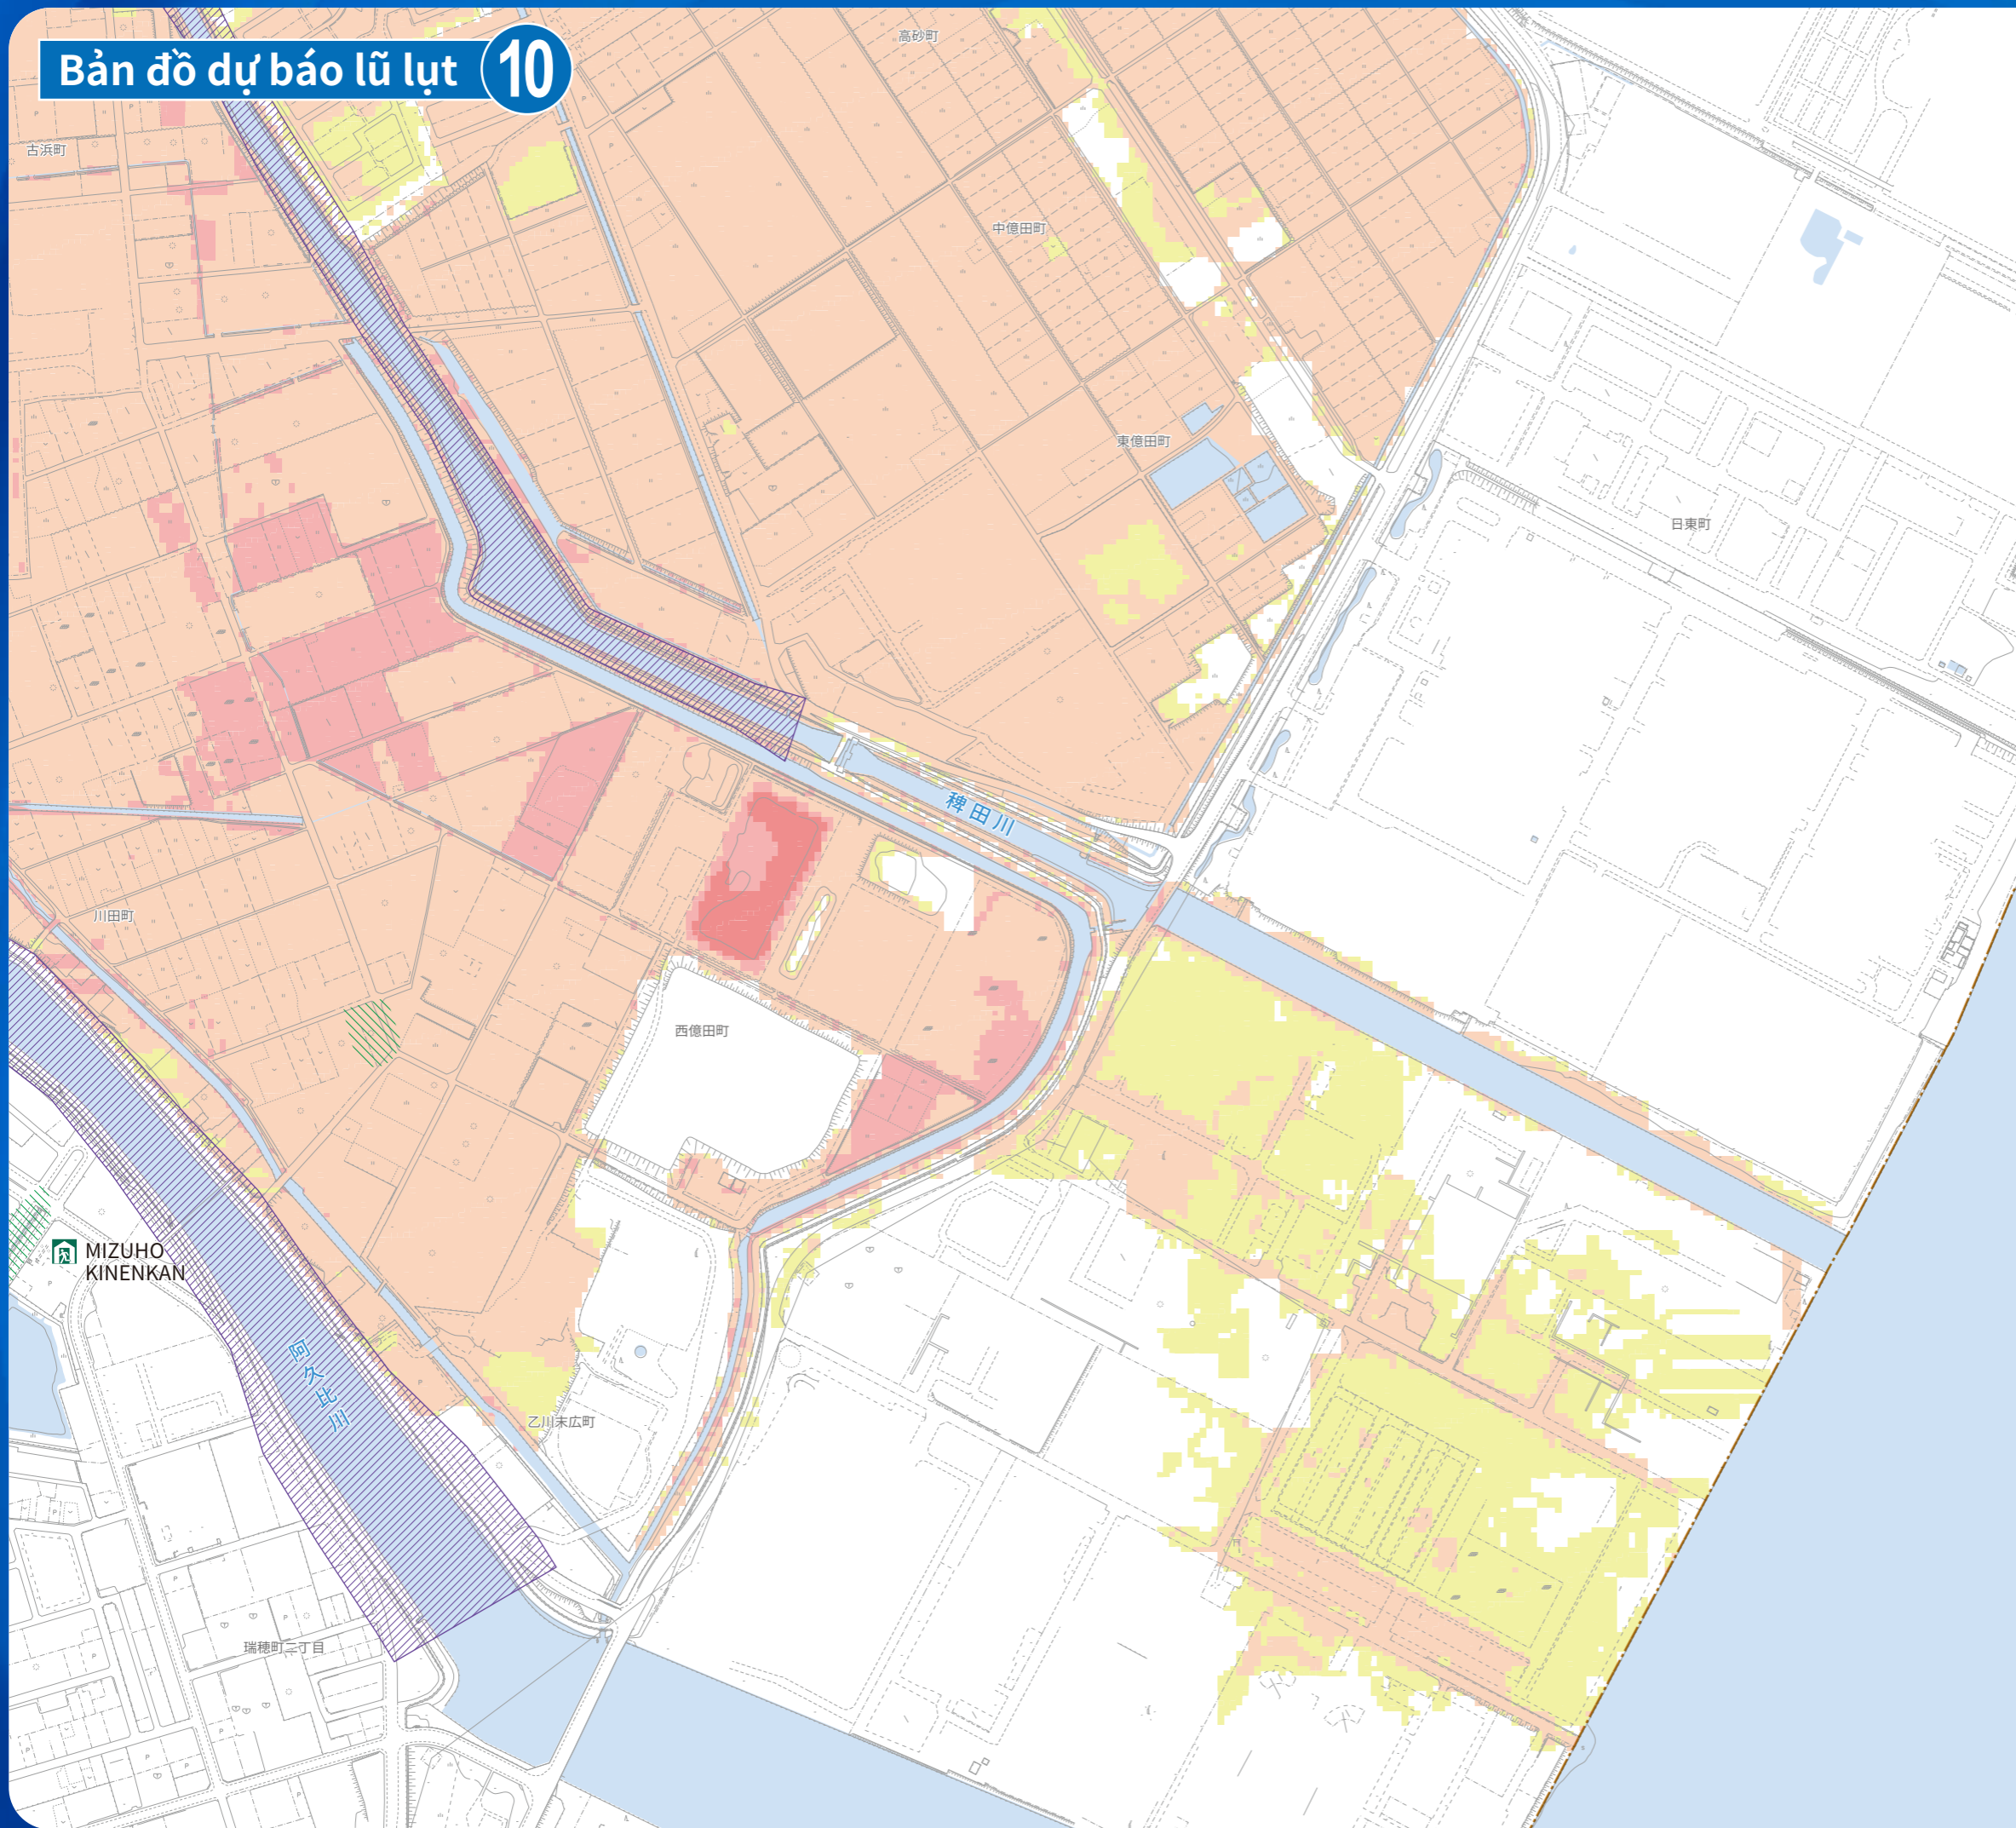 Bản đồ dự báo lũ lụt 10
高砂町
古浜町
中億田町
東億田町
日東町
稗田川
川田町
西億田町
MIZUHO
KINENKAN
阿久比川
乙川末広町
瑞穂町二丁目